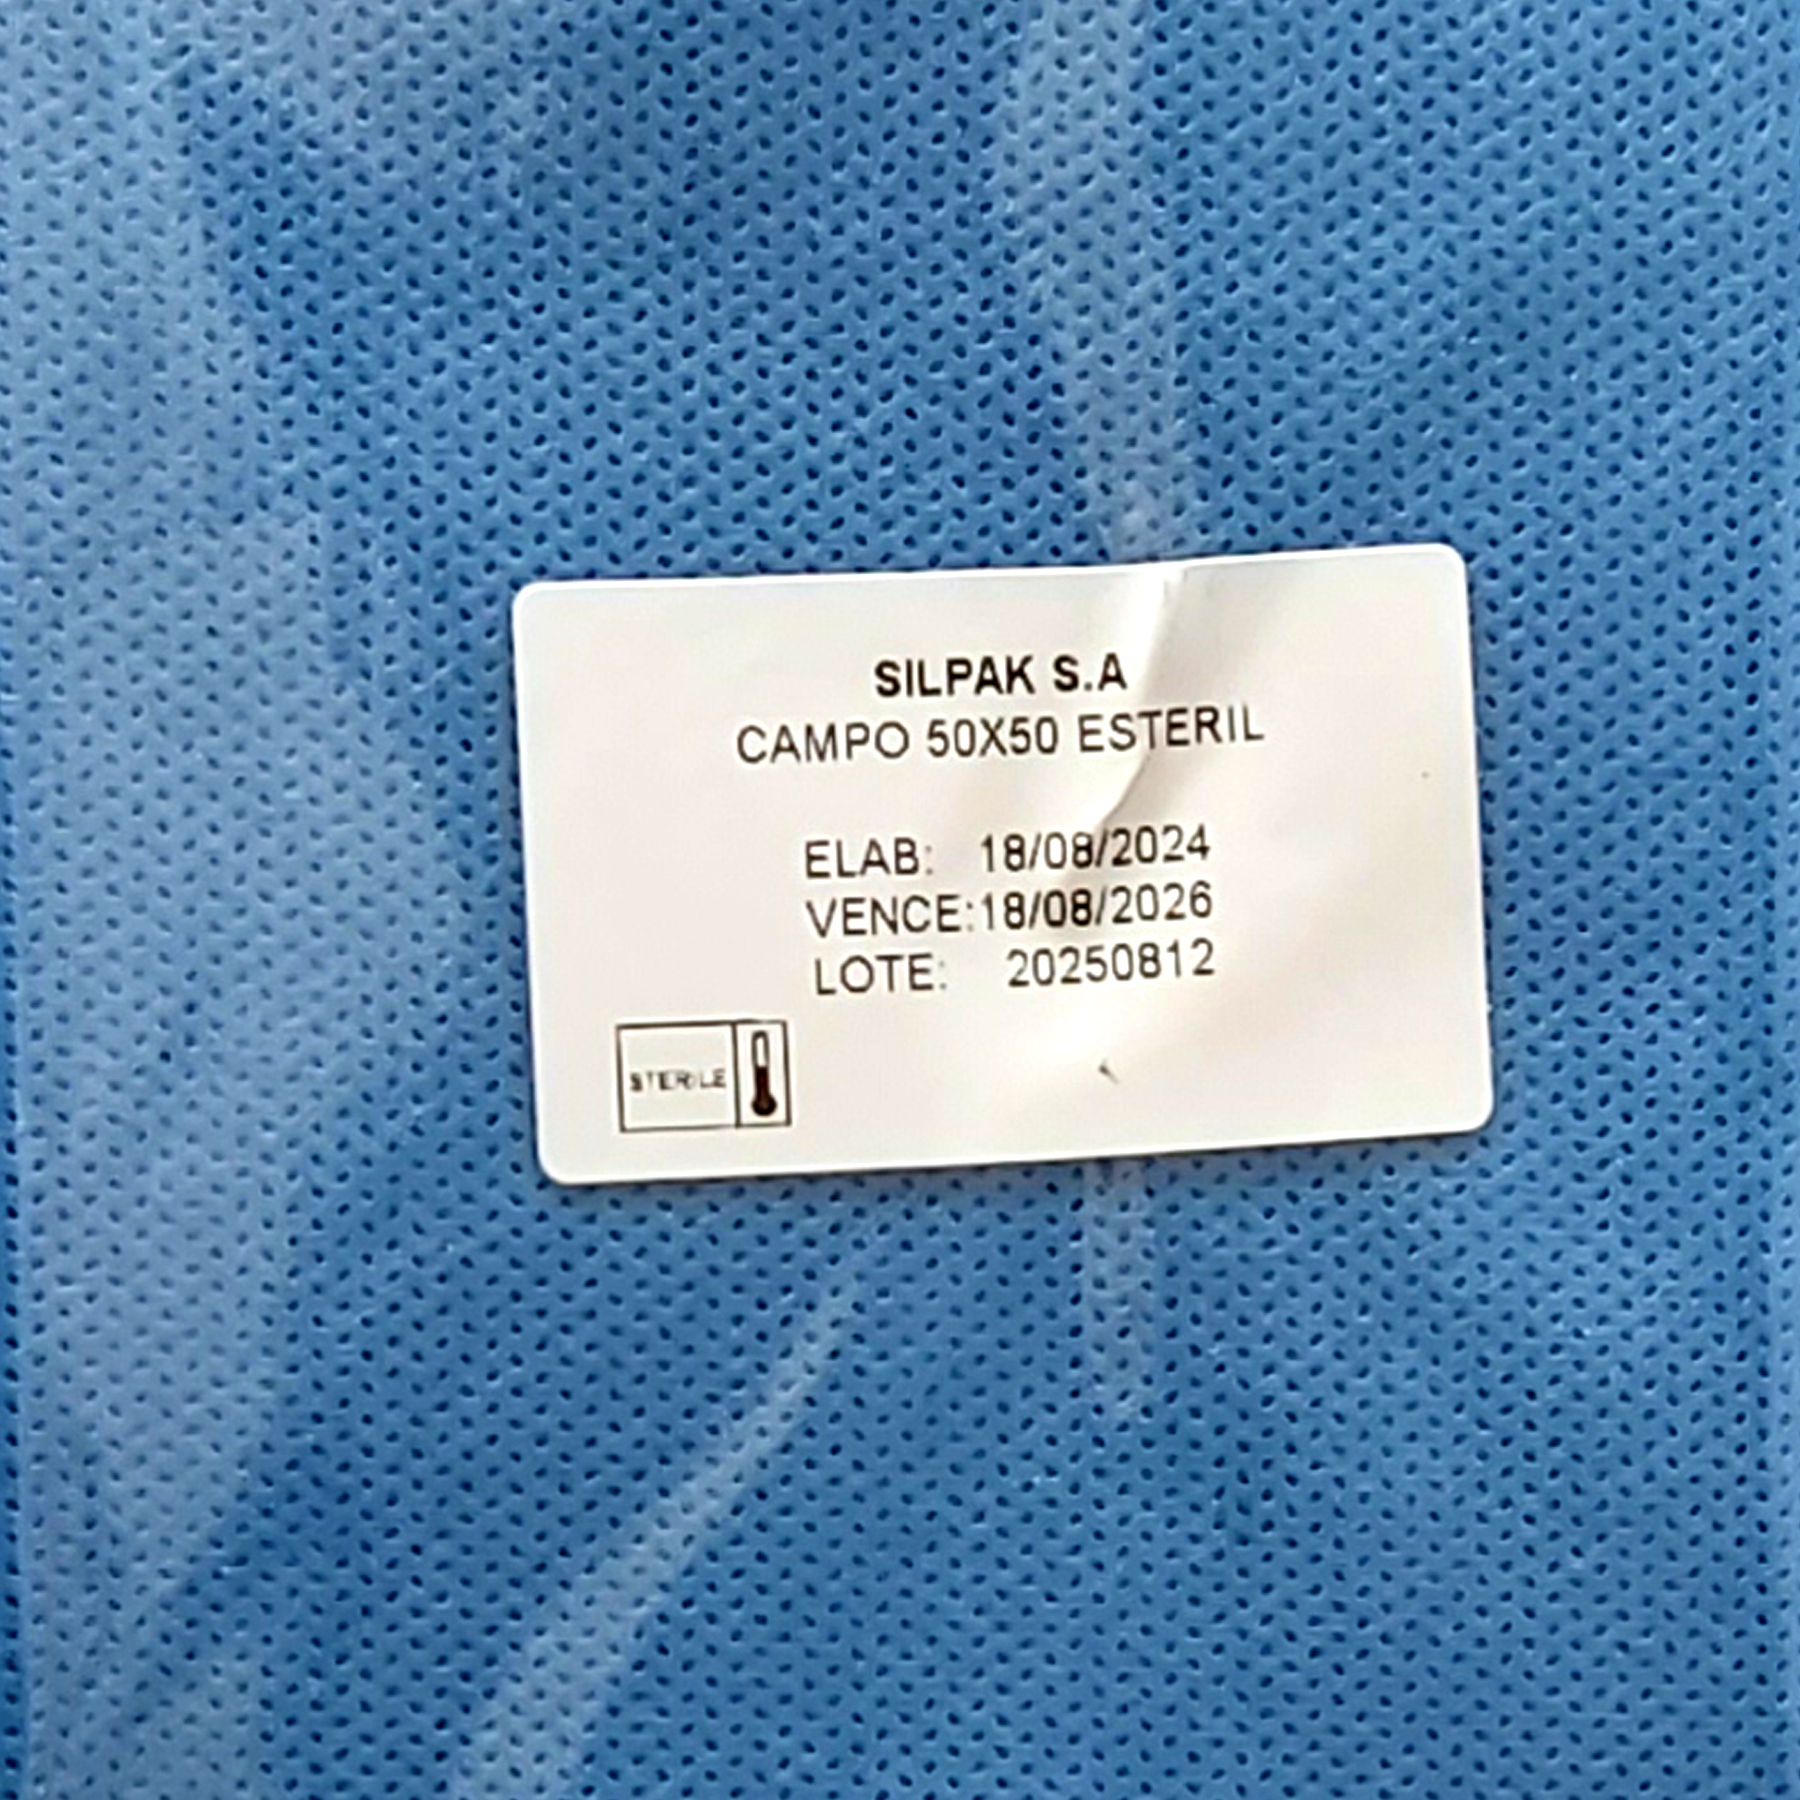 SILPAK S.A
CAMPO 50X50 ESTERIL
ELAB: 18/08/2024
VENCE:18/08/2026
LOTE: 20250812
STERILE